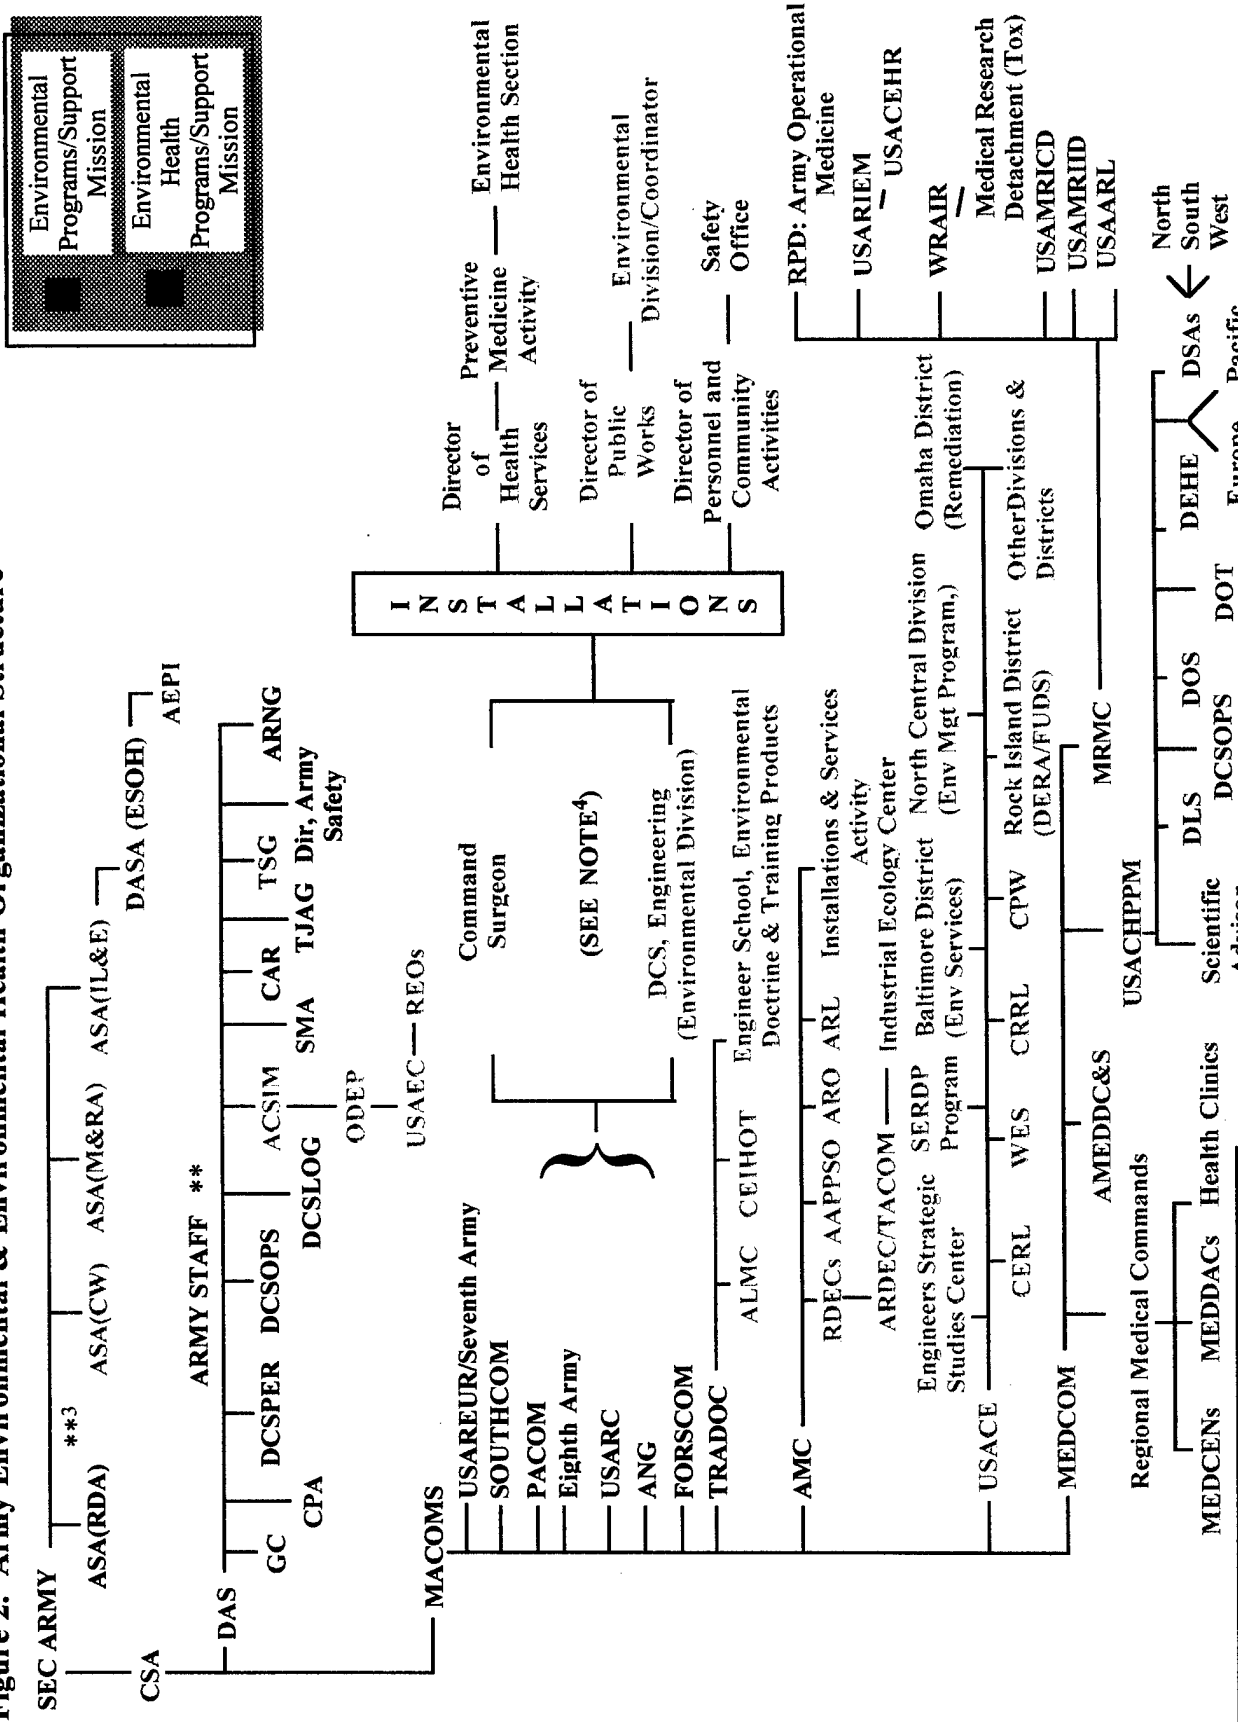 Figure 2. Army Environmental & Environmental Health Organizational Structure
Environmental
Programs/Support
Mission
Environmental
Health
Programs/Support
Mission
SEC ARMY
**3
ASA(RDA)
ASA(CW)
ASA(M&RA)
ASA(IL&E)
DASA (ESOH)
AEPI
CSA
ARMY STAFF **
DAS
GC
CPA
DCSPER
DCSOPS
DCSLOG
ACSIM
SMA
CAR
TJAG
TSG
Dir, Army
Safety
ARNG
ODEP
USAEC
REOs
MACOMS
USAREUR/Seventh Army
SOUTHCOM
PACOM
Eighth Army
USARC
ANG
FORSCOM
TRADOC
Command
Surgeon
(SEE NOTE4)
DCS, Engineering
(Environmental Division)
INSTALLATIONS
Director
of
Health
Services
Preventive
Medicine
Activity
Environmental
Health Section
Director of
Public
Works
Environmental
Division/Coordinator
Director of
Personnel and
Community
Activities
Safety
Office
ALMC
CEIHOT
Engineer School, Environmental
Doctrine & Training Products
AMC
RDECs
AAPPSO
ARO
ARL
Installations & Services
Activity
ARDEC/TACOM
Industrial Ecology Center
USACE
Engineers Strategic
Studies Center
SERDP
Program
Baltimore District
(Env Services)
North Central Division
(Env Mgt Program,)
Omaha District
(Remediation)
CERL
WES
CRRL
CPW
Rock Island District
(DERA/FUDS)
OtherDivisions &
Districts
MEDCOM
Regional Medical Commands
MEDCENs
MEDDACs
Health Clinics
AMEDDC&S
USACHPPM
MRMC
RPD: Army Operational
Medicine
USARIEM
USACEHR
WRAIR
Medical Research
Detachment (Tox)
USAMRICD
USAMRIID
USAARL
Scientific
DLS
DCSOPS
DOS
DOT
DEHE
DSAs
North
South
West
Europe
Pacific